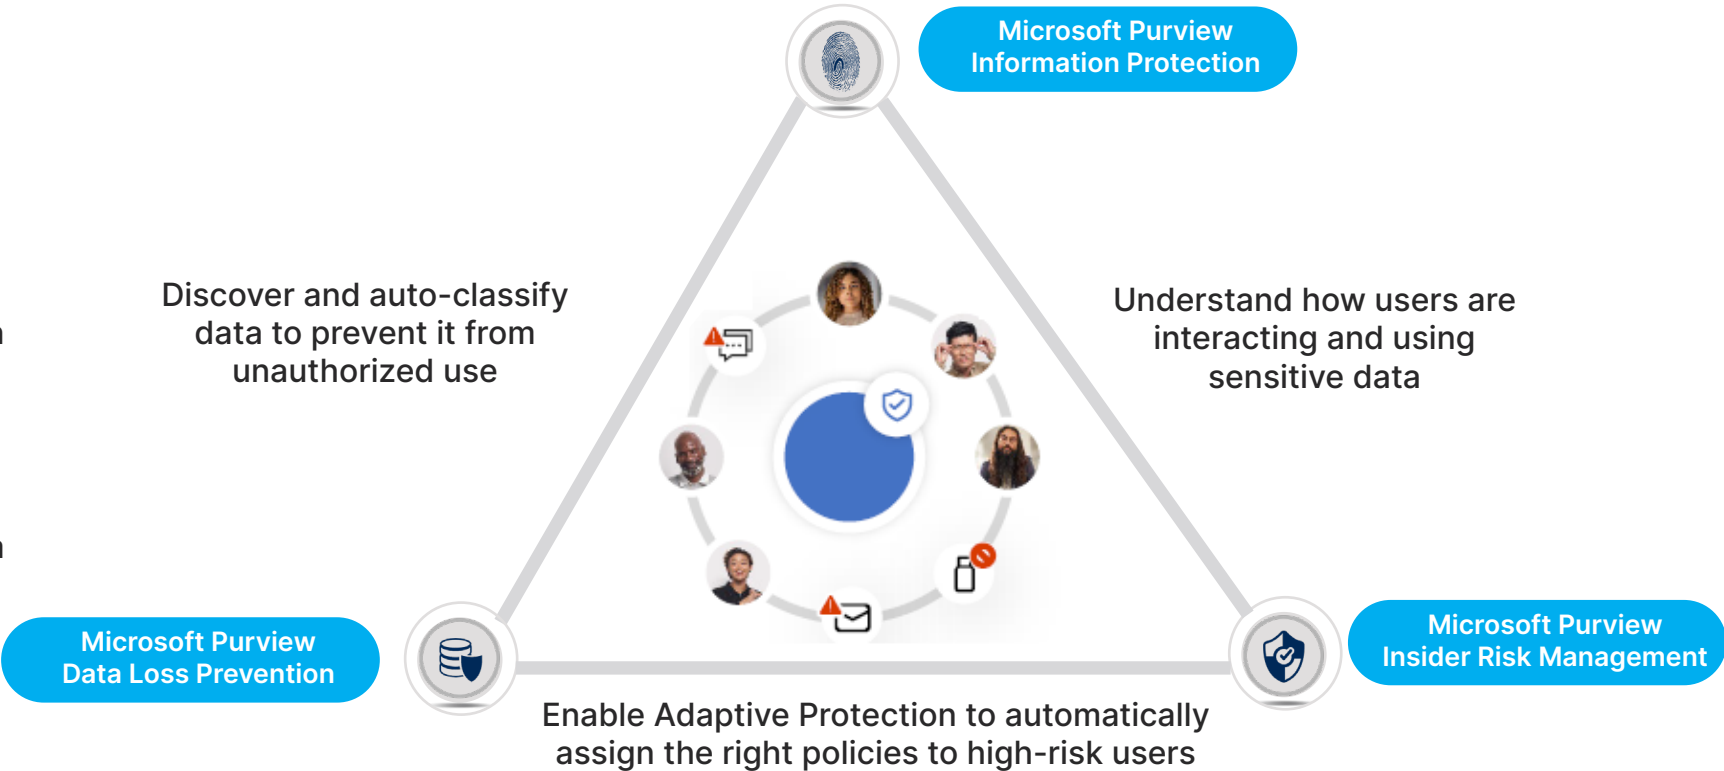 Microsoft Purview
Information Protection
Discover and auto-classify
data to prevent it from
unauthorized use
Understand how users are
interacting and using
sensitive data
Microsoft Purview
Data Loss Prevention
Microsoft Purview
Insider Risk Management
Enable Adaptive Protection to automatically
assign the right policies to high-risk users